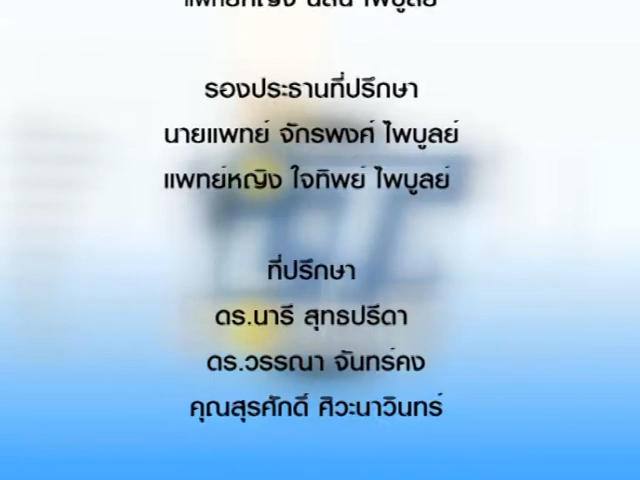 รองประธานที่ปรึกษา
นายแพทย์ จักรพงศ์ ไพบูลย์
แพทย์หญิง ใจทิพย์ ไพบูลย์
ที่ปรึกษา
ดร.นารี สุทธปรีดา
ดร.วรรณา จันทร์คง
คุณสุรศักดิ์ ศิวะนาวินทร์